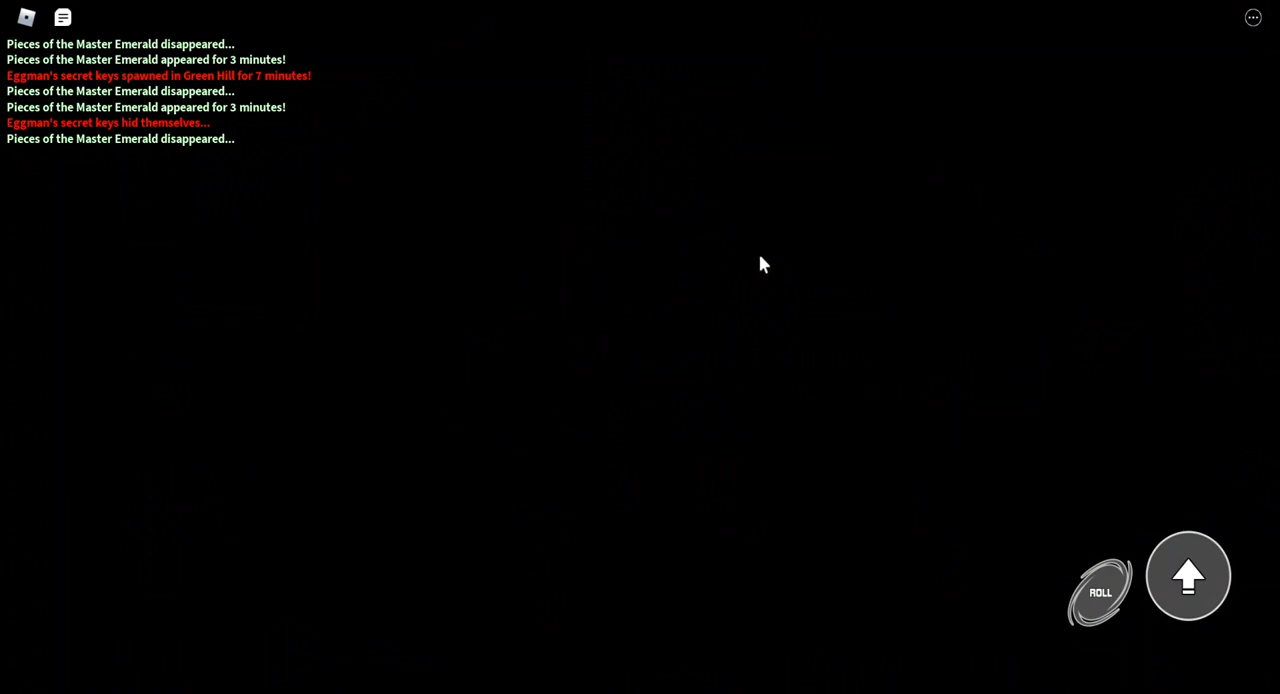 Pieces of the Master Emerald disappeared...
Pieces of the Master Emerald appeared for 3 minutes!
Eggman's secret keys spawned in Green Hill for 7 minutes!
Pieces of the Master Emerald disappeared...
Pieces of the Master Emerald appeared for 3 minutes!
Eggman's secret keys hid themselves...
Pieces of the Master Emerald disappeared...
ROLL